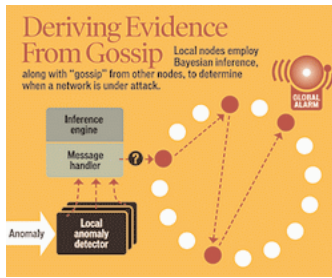 Deriving Evidence
From Gossip
Local nodes employ
Bayesian inference,
along with "gossip" from other nodes, to determine
when a network is under attack.
GLOBAL
ALARM
Inference
engine
Message
handler
?
Anomaly
Local
anomaly
detector